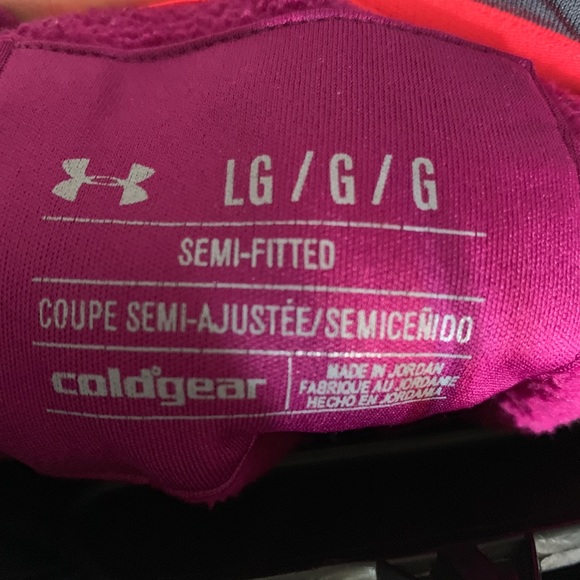 LG / G / G
SEMI-FITTED
COUPE SEMI-AJUSTÉE/SEMICEÑIDO
coldgear
MADE IN JORDAN
FABRIQUE AU JORDANIE
HECHO EN JORDANIA